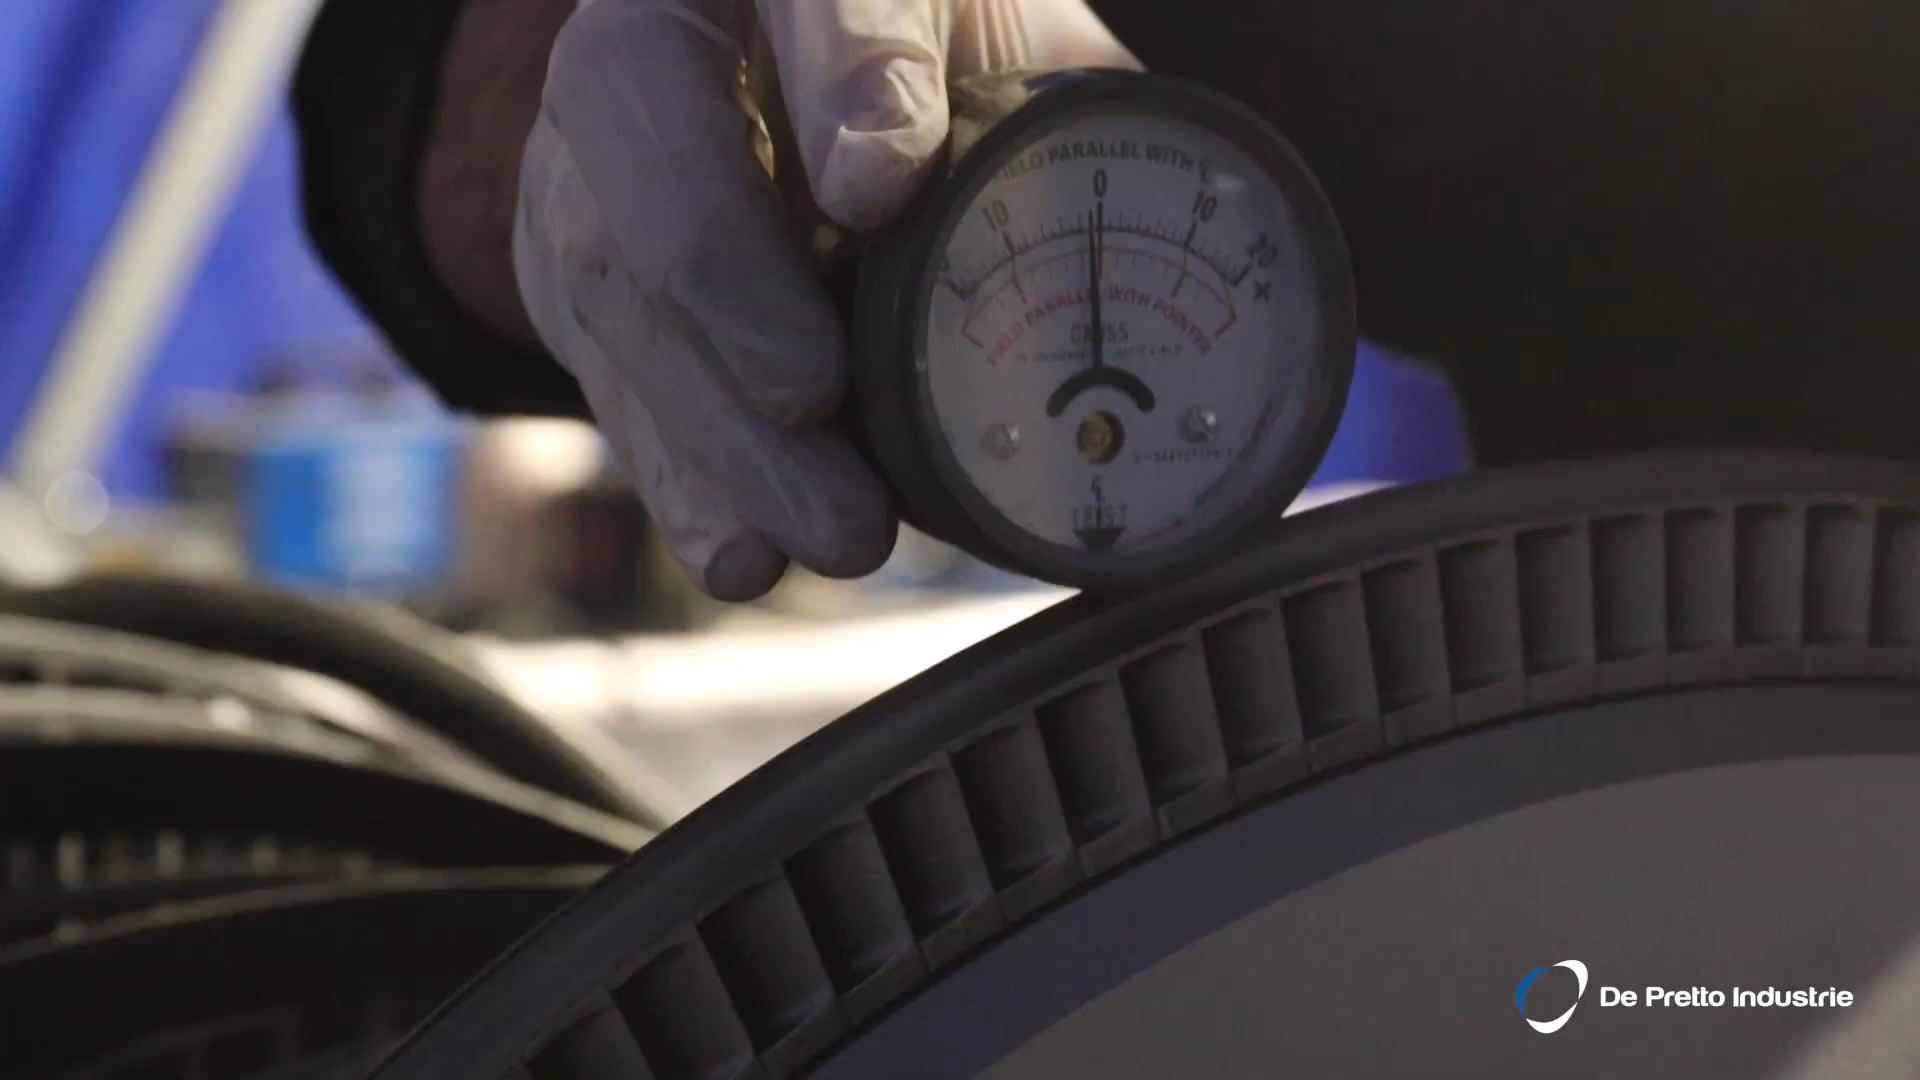 FIELD PARALLEL WITH ℄
0
10 10
20
+
FIELD PARALLEL WITH POINTER
GAUSS
℄
TEST
De Pretto Industrie